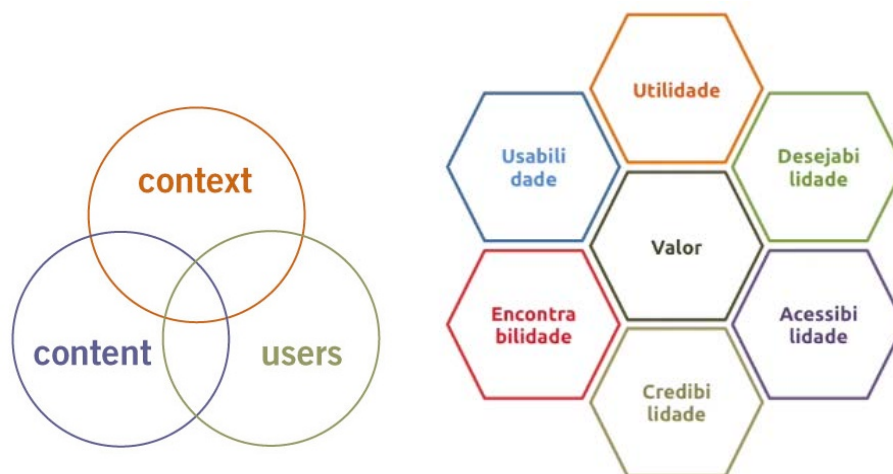 context
content
users
Utilidade
Usabili
dade
Desejabi
lidade
Valor
Encontra
bilidade
Acessibi
lidade
Credibi
lidade